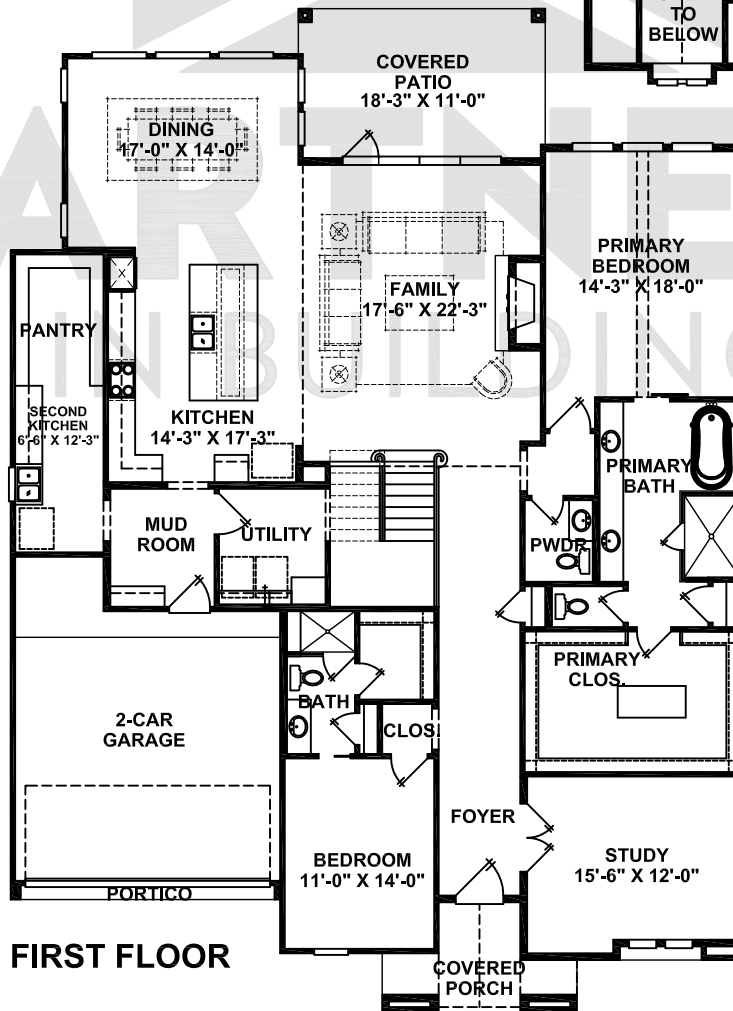 TO
BELOW
COVERED
PATIO
18'-3" X 11'-0"
DINING
17'-0" X 14'-0"
ARTNE
IN BUILDING
PRIMARY
BEDROOM
14'-3" X 18'-0"
FAMILY
17'-6" X 22'-3"
PANTRY
SECOND
KITCHEN
6'-6" X 12'-3"
KITCHEN
14'-3" X 17'-3"
PRIMARY
BATH
MUD
ROOM
UTILITY
PWDR
PRIMARY
CLOS.
BATH
CLOS.
2-CAR
GARAGE
FOYER
BEDROOM
11'-0" X 14'-0"
STUDY
15'-6" X 12'-0"
PORTICO
FIRST FLOOR
COVERED
PORCH